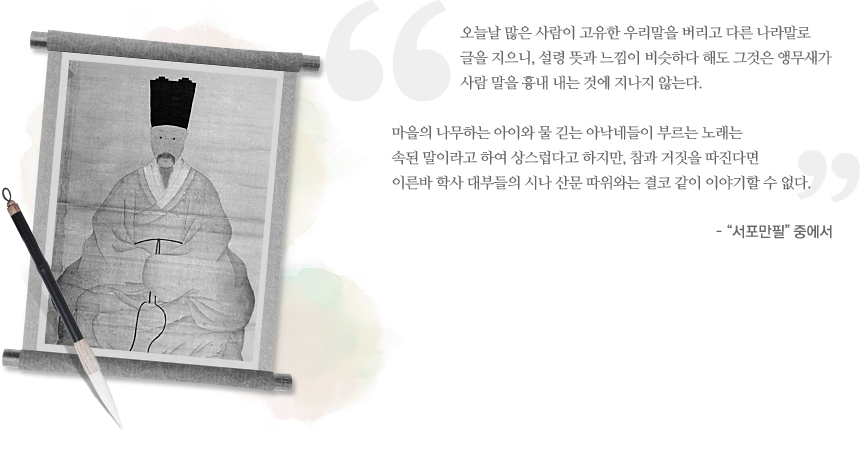 오늘날 많은 사람이 고유한 우리말을 버리고 다른 나라말로
글을 지으니, 설령 뜻과 느낌이 비슷하다 해도 그것은 앵무새가
사람 말을 흉내 내는 것에 지나지 않는다.
마을의 나무하는 아이와 물 긷는 아낙네들이 부르는 노래는
속된 말이라고 하여 상스럽다고 하지만, 참과 거짓을 따진다면
이른바 학사 대부들의 시나 산문 따위와는 결코 같이 이야기할 수 없다.
- “서포만필” 중에서